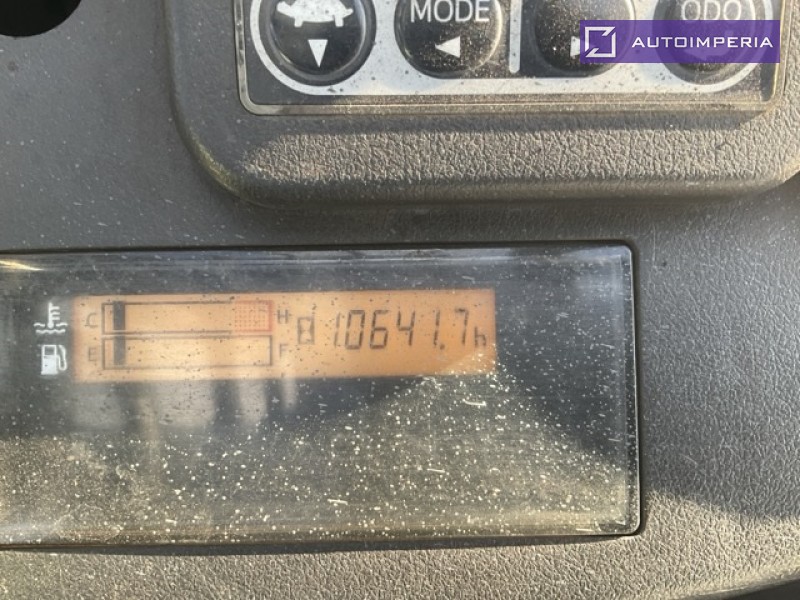 MODE
ODO
AUTOIMPERIA
C H 10641.7h
E F